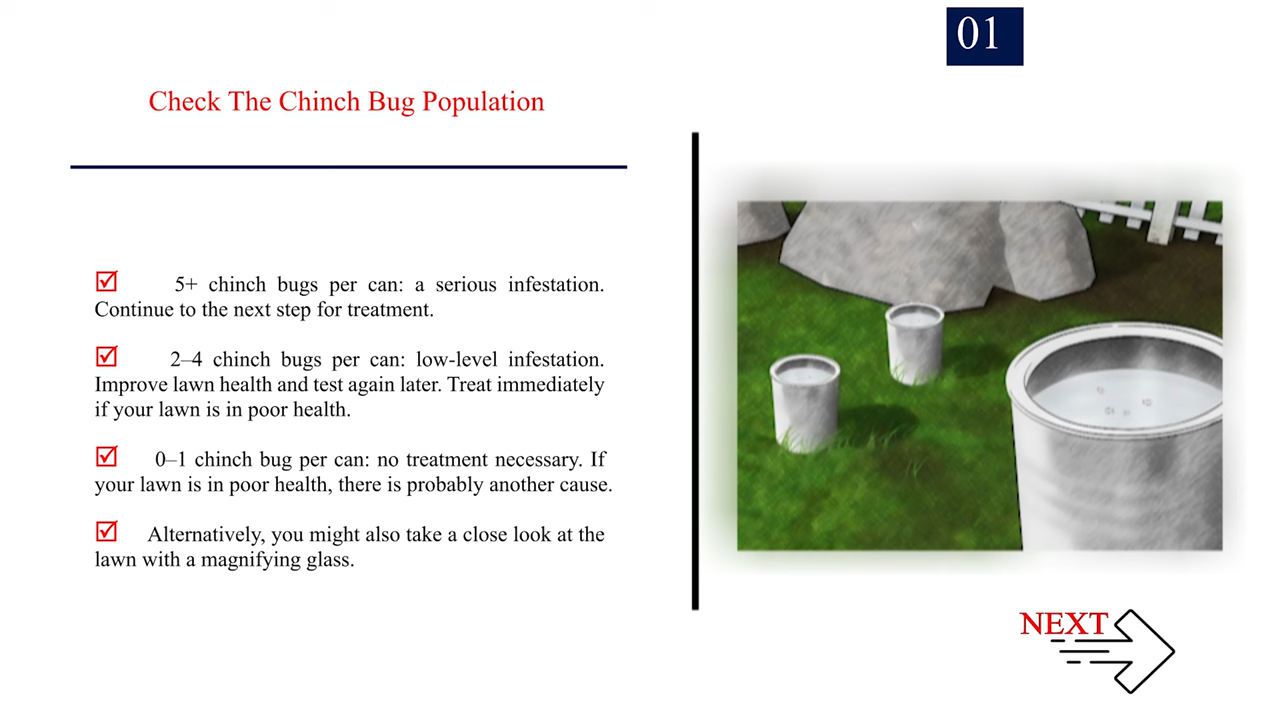 01
Check The Chinch Bug Population
5+ chinch bugs per can: a serious infestation.
Continue to the next step for treatment.
2–4 chinch bugs per can: low-level infestation.
Improve lawn health and test again later. Treat immediately
if your lawn is in poor health.
0–1 chinch bug per can: no treatment necessary. If
your lawn is in poor health, there is probably another cause.
Alternatively, you might also take a close look at the
lawn with a magnifying glass.
NEXT